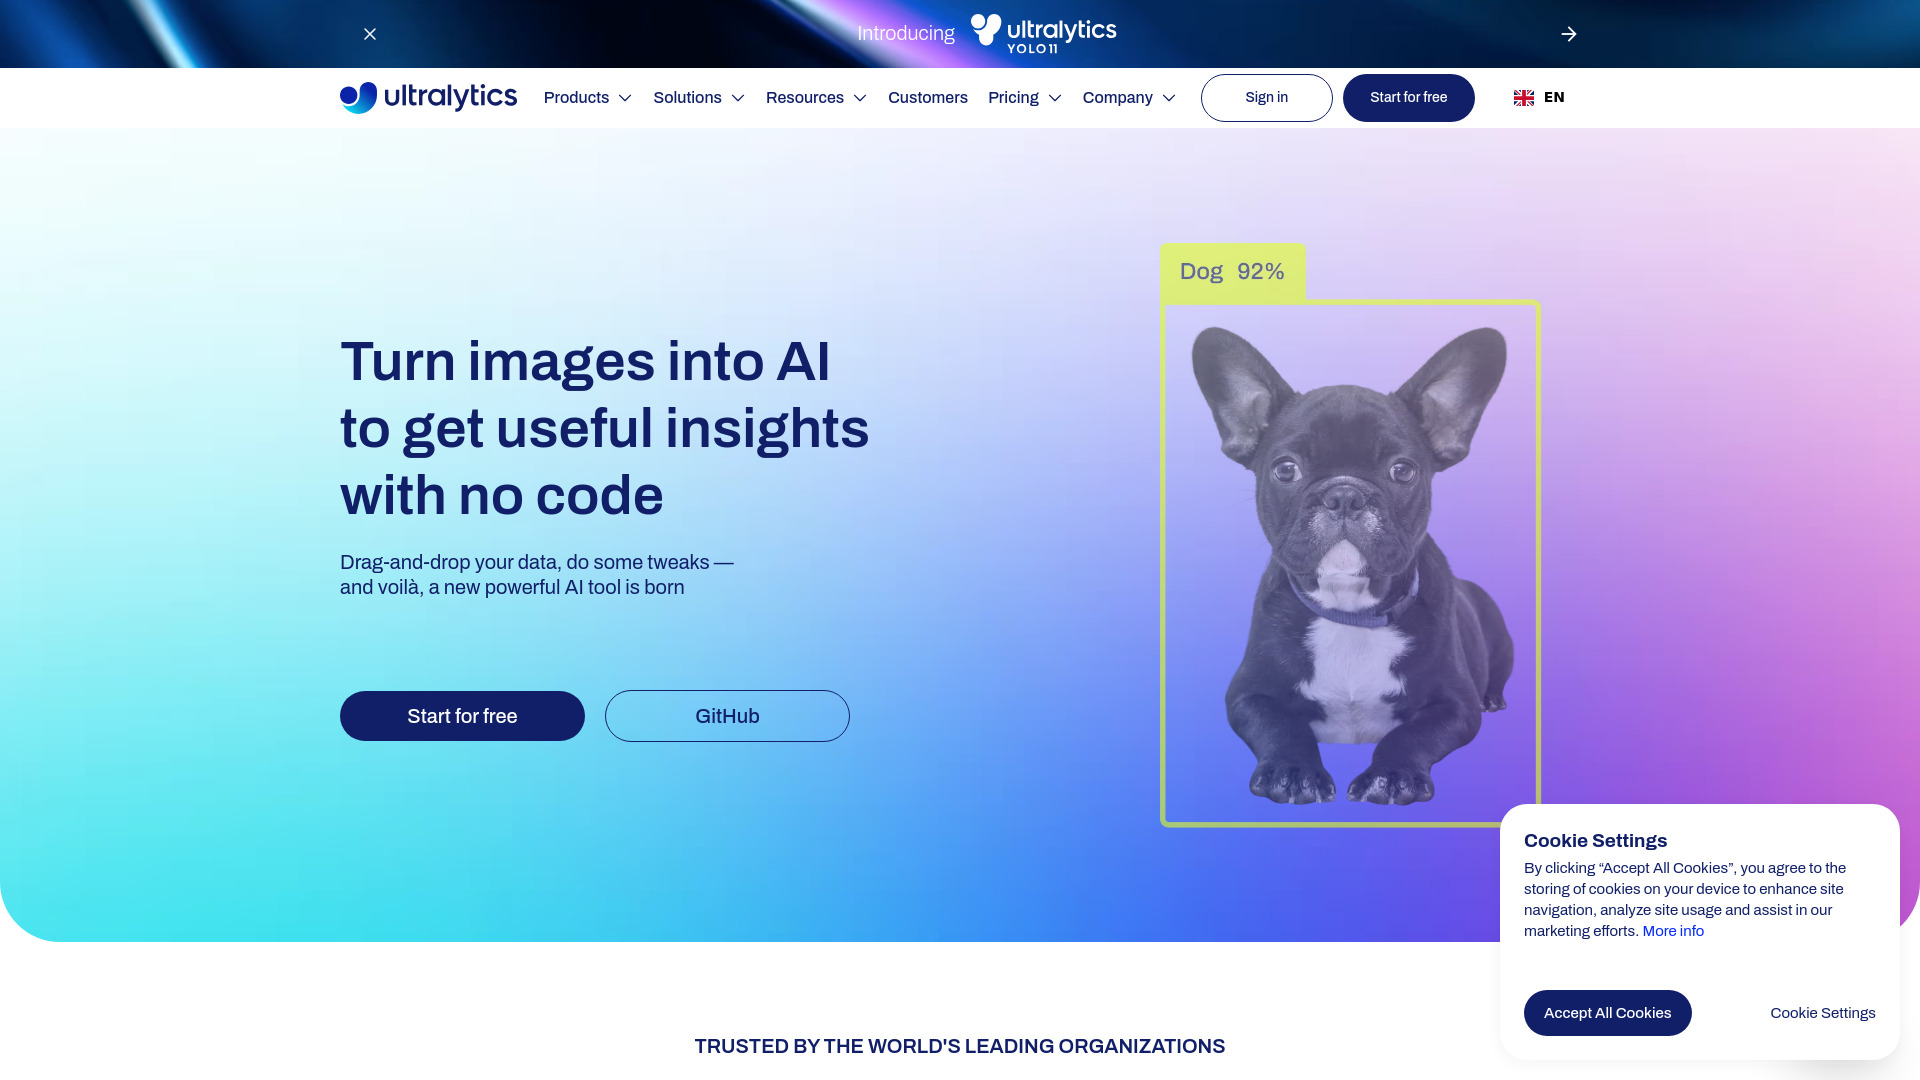 Introducing ultralytics
YOLO11
ultralytics Products Solutions Resources Customers Pricing Company Sign in Start for free EN
Dog 92%
Turn images into AI
to get useful insights
with no code
Drag-and-drop your data, do some tweaks —
and voilà, a new powerful AI tool is born
Start for free GitHub
Cookie Settings
By clicking “Accept All Cookies”, you agree to the
storing of cookies on your device to enhance site
navigation, analyze site usage and assist in our
marketing efforts. More info
Accept All Cookies Cookie Settings
TRUSTED BY THE WORLD'S LEADING ORGANIZATIONS